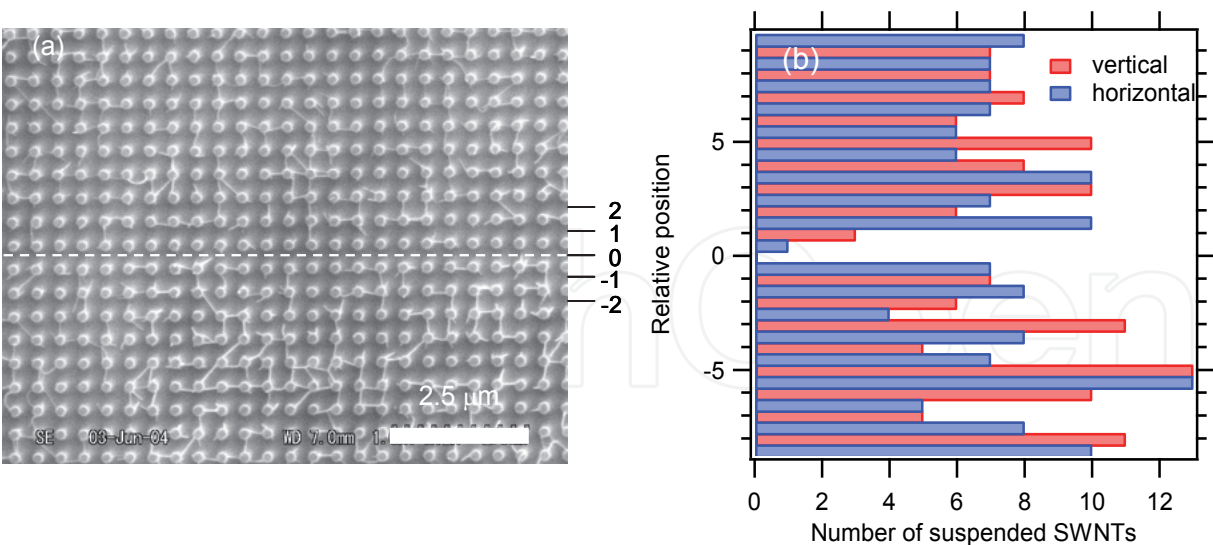 (a)
2
1
0
-1
-2
2.5 μm
SE 03-Jun-04 WD 7.0mm 1.
(b)
vertical
horizontal
5
0
-5
Relative position
0 2 4 6 8 10 12
Number of suspended SWNTs